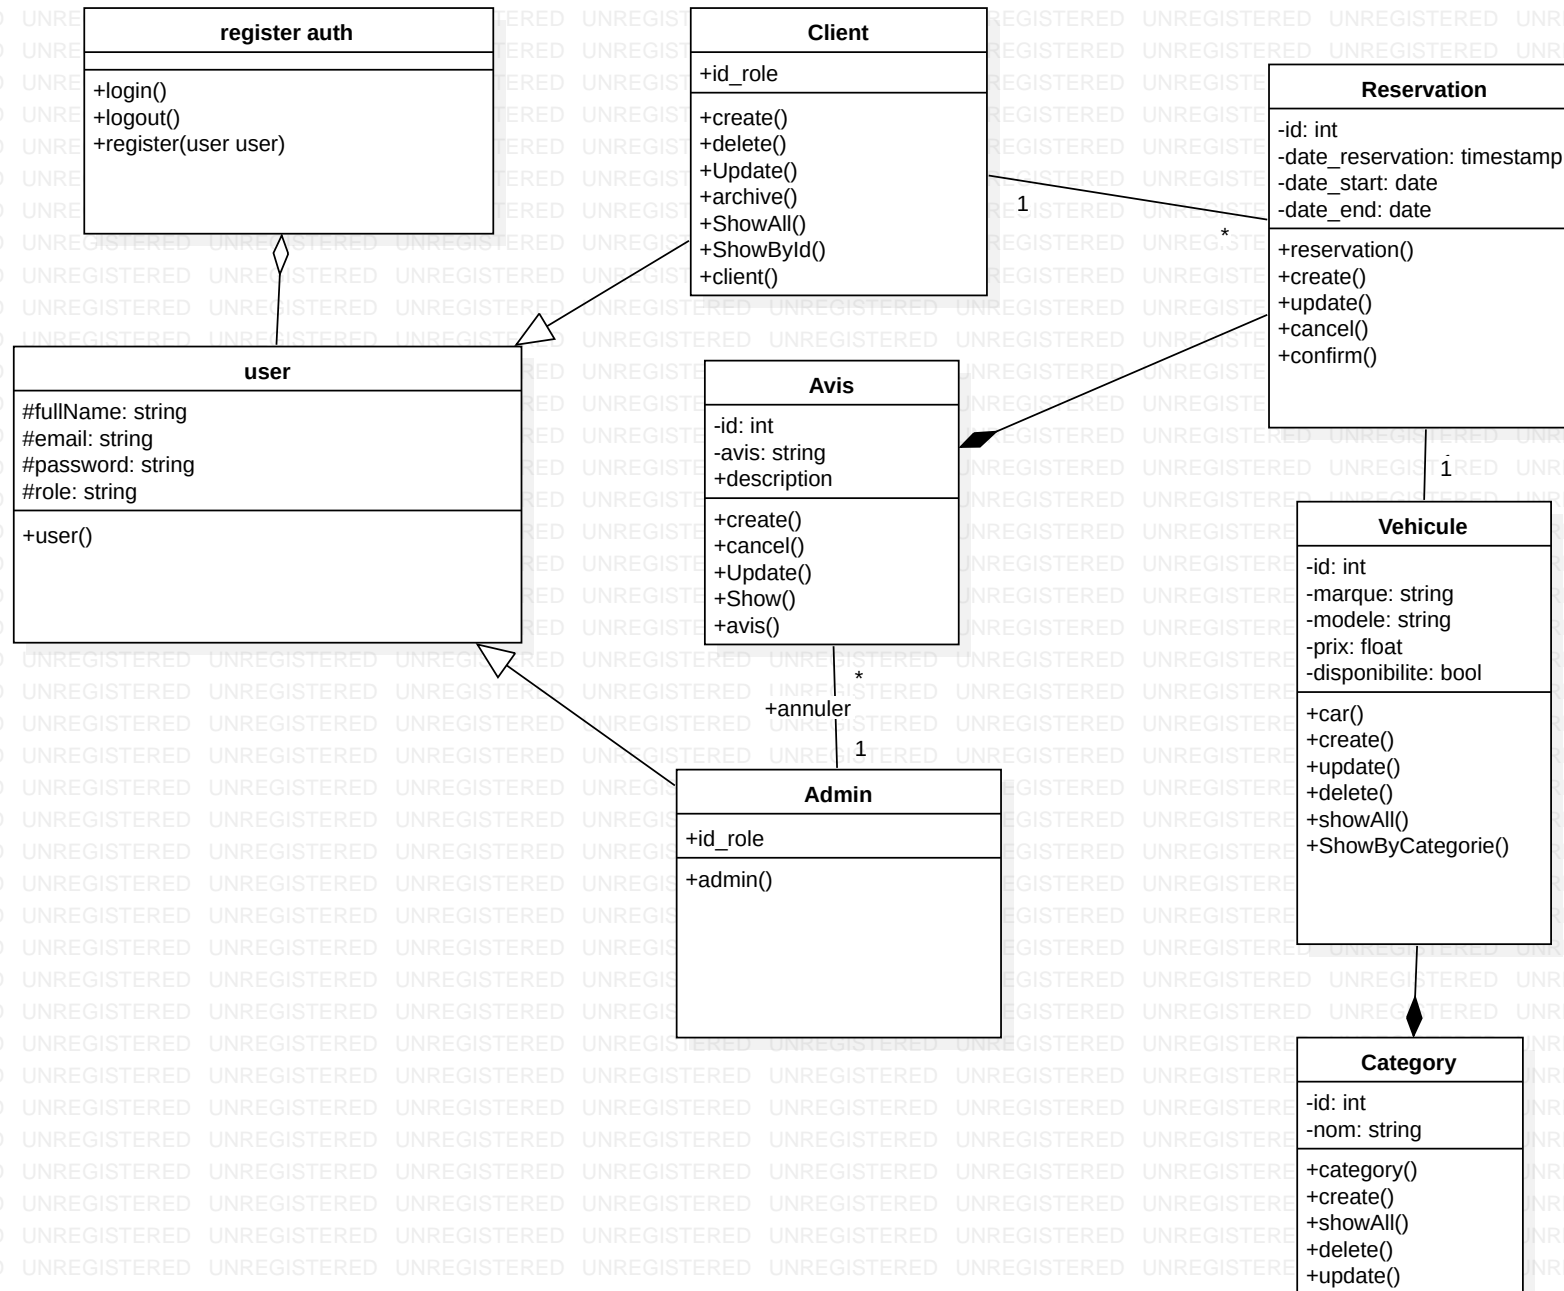 register auth
+login()
+logout()
+register(user user)
Client
+id_role
+create()
+delete()
+Update()
+archive()
+ShowAll()
+ShowById()
+client()
Reservation
-id: int
-date_reservation: timestamp
-date_start: date
-date_end: date
+reservation()
+create()
+update()
+cancel()
+confirm()
1
*
user
#fullName: string
#email: string
#password: string
#role: string
+user()
Avis
-id: int
-avis: string
+description
+create()
+cancel()
+Update()
+Show()
+avis()
*
+annuler
1
1
Admin
+id_role
+admin()
Vehicule
-id: int
-marque: string
-modele: string
-prix: float
-disponibilite: bool
+car()
+create()
+update()
+delete()
+showAll()
+ShowByCategorie()
Category
-id: int
-nom: string
+category()
+create()
+showAll()
+delete()
+update()
UNREGISTERED